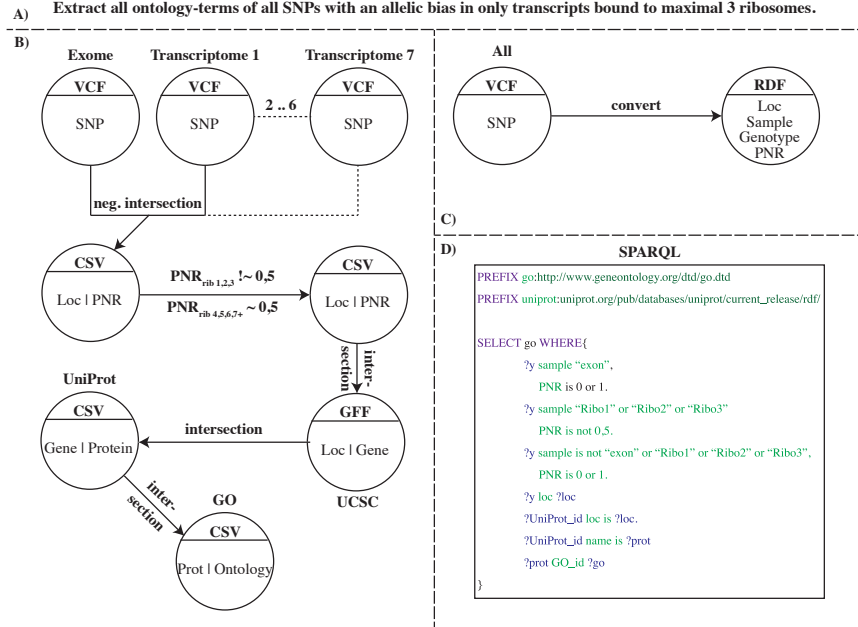 A) Extract all ontology-terms of all SNPs with an allelic bias in only transcripts bound to maximal 3 ribosomes.
B)
Exome
Transcriptome 1
Transcriptome 7
VCF
SNP
VCF
SNP
2 .. 6
VCF
SNP
neg. intersection
CSV
Loc | PNR
PNR rib 1,2,3 !~ 0,5
PNR rib 4,5,6,7+ ~ 0,5
CSV
Loc | PNR
inter-
section
UniProt
CSV
Gene | Protein
intersection
GFF
Loc | Gene
UCSC
inter-
section
GO
CSV
Prot | Ontology
All
VCF
SNP
convert
RDF
Loc
Sample
Genotype
PNR
C)
D)
SPARQL
PREFIX go:http://www.geneontology.org/dtd/go.dtd
PREFIX uniprot:uniprot.org/pub/databases/uniprot/current_release/rdf/
SELECT go WHERE{
?y sample “exon”,
PNR is 0 or 1.
?y sample “Ribo1” or “Ribo2” or “Ribo3”
PNR is not 0,5.
?y sample is not “exon” or “Ribo1” or “Ribo2” or “Ribo3”,
PNR is 0 or 1.
?y loc ?loc
?UniProt_id loc is ?loc.
?UniProt_id name is ?prot
?prot GO_id ?go
}